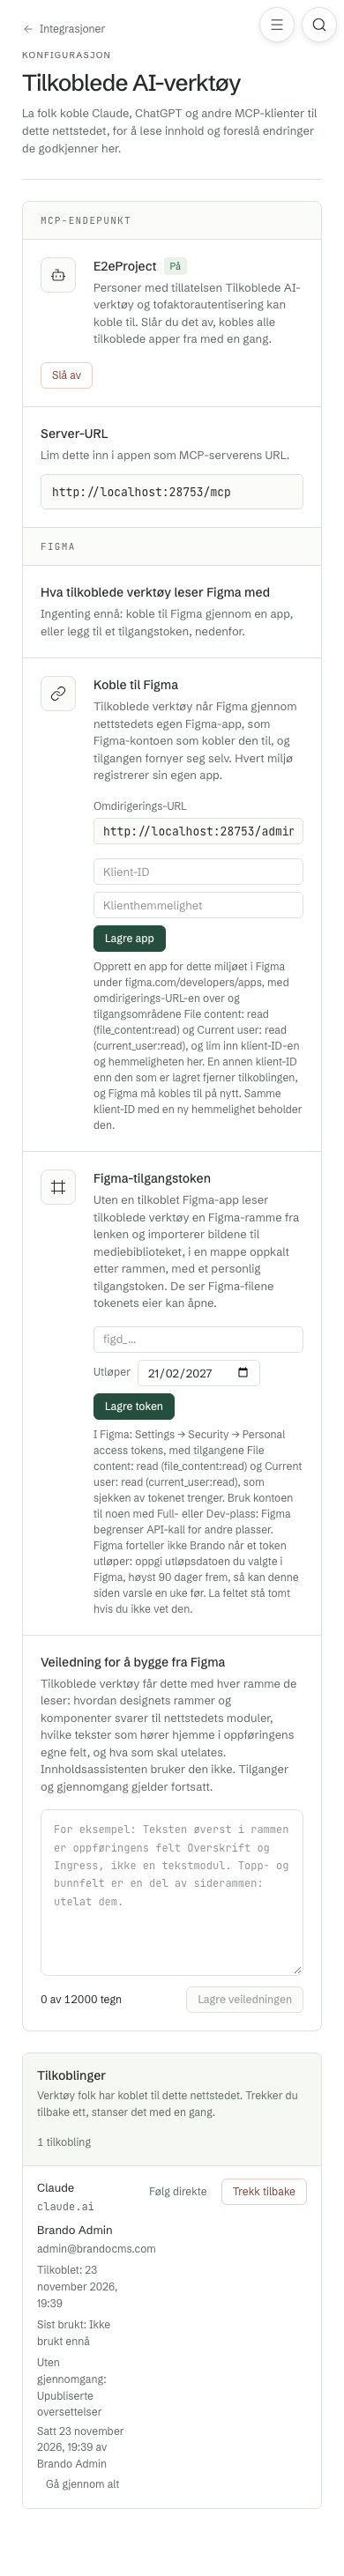 Integrasjoner
KONFIGURASJON
Tilkoblede AI-verktøy
La folk koble Claude, ChatGPT og andre MCP-klienter til
dette nettstedet, for å lese innhold og foreslå endringer
de godkjenner her.
MCP-ENDEPUNKT
E2eProject På
Personer med tillatelsen Tilkoblede AI-
verktøy og tofaktorautentisering kan
koble til. Slår du det av, kobles alle
tilkoblede apper fra med en gang.
Slå av
Server-URL
Lim dette inn i appen som MCP-serverens URL.
http://localhost:28753/mcp
FIGMA
Hva tilkoblede verktøy leser Figma med
Ingenting ennå: koble til Figma gjennom en app,
eller legg til et tilgangstoken, nedenfor.
Koble til Figma
Tilkoblede verktøy når Figma gjennom
nettstedets egen Figma-app, som
Figma-kontoen som kobler den til, og
tilgangen fornyer seg selv. Hvert miljø
registrerer sin egen app.
Omdirigerings-URL
http://localhost:28753/admin
Klient-ID
Klienthemmelighet
Lagre app
Opprett en app for dette miljøet i Figma
under figma.com/developers/apps, med
omdirigerings-URL-en over og
tilgangsområdene File content: read
(file_content:read) og Current user: read
(current_user:read), og lim inn klient-ID-en
og hemmeligheten her. En annen klient-ID
enn den som er lagret fjerner tilkoblingen,
og Figma må kobles til på nytt. Samme
klient-ID med en ny hemmelighet beholder
den.
Figma-tilgangstoken
Uten en tilkoblet Figma-app leser
tilkoblede verktøy en Figma-ramme fra
lenken og importerer bildene til
mediebiblioteket, i en mappe oppkalt
etter rammen, med et personlig
tilgangstoken. De ser Figma-filene
tokenets eier kan åpne.
figd_…
Utløper 21/02/2027
Lagre token
I Figma: Settings → Security → Personal
access tokens, med tilgangene File
content: read (file_content:read) og Current
user: read (current_user:read), som
sjekken av tokenet trenger. Bruk kontoen
til noen med Full- eller Dev-plass: Figma
begrenser API-kall for andre plasser.
Figma forteller ikke Brando når et token
utløper: oppgi utløpsdatoen du valgte i
Figma, høyst 90 dager frem, så kan denne
siden varsle en uke før. La feltet stå tomt
hvis du ikke vet den.
Veiledning for å bygge fra Figma
Tilkoblede verktøy får dette med hver ramme de
leser: hvordan designets rammer og
komponenter svarer til nettstedets moduler,
hvilke tekster som hører hjemme i oppføringens
egne felt, og hva som skal utelates.
Innholdsassistenten bruker den ikke. Tilganger
og gjennomgang gjelder fortsatt.
For eksempel: Teksten øverst i rammen
er oppføringens felt Overskrift og
Ingress, ikke en tekstmodul. Topp- og
bunnfelt er en del av siderammen:
utelat dem.
0 av 12000 tegn Lagre veiledningen
Tilkoblinger
Verktøy folk har koblet til dette nettstedet. Trekker du
tilbake ett, stanser det med en gang.
1 tilkobling
Claude Følg direkte Trekk tilbake
claude.ai
Brando Admin
admin@brandocms.com
Tilkoblet: 23
november 2026,
19:39
Sist brukt: Ikke
brukt ennå
Uten
gjennomgang:
Upubliserte
oversettelser
Satt 23 november
2026, 19:39 av
Brando Admin
Gå gjennom alt